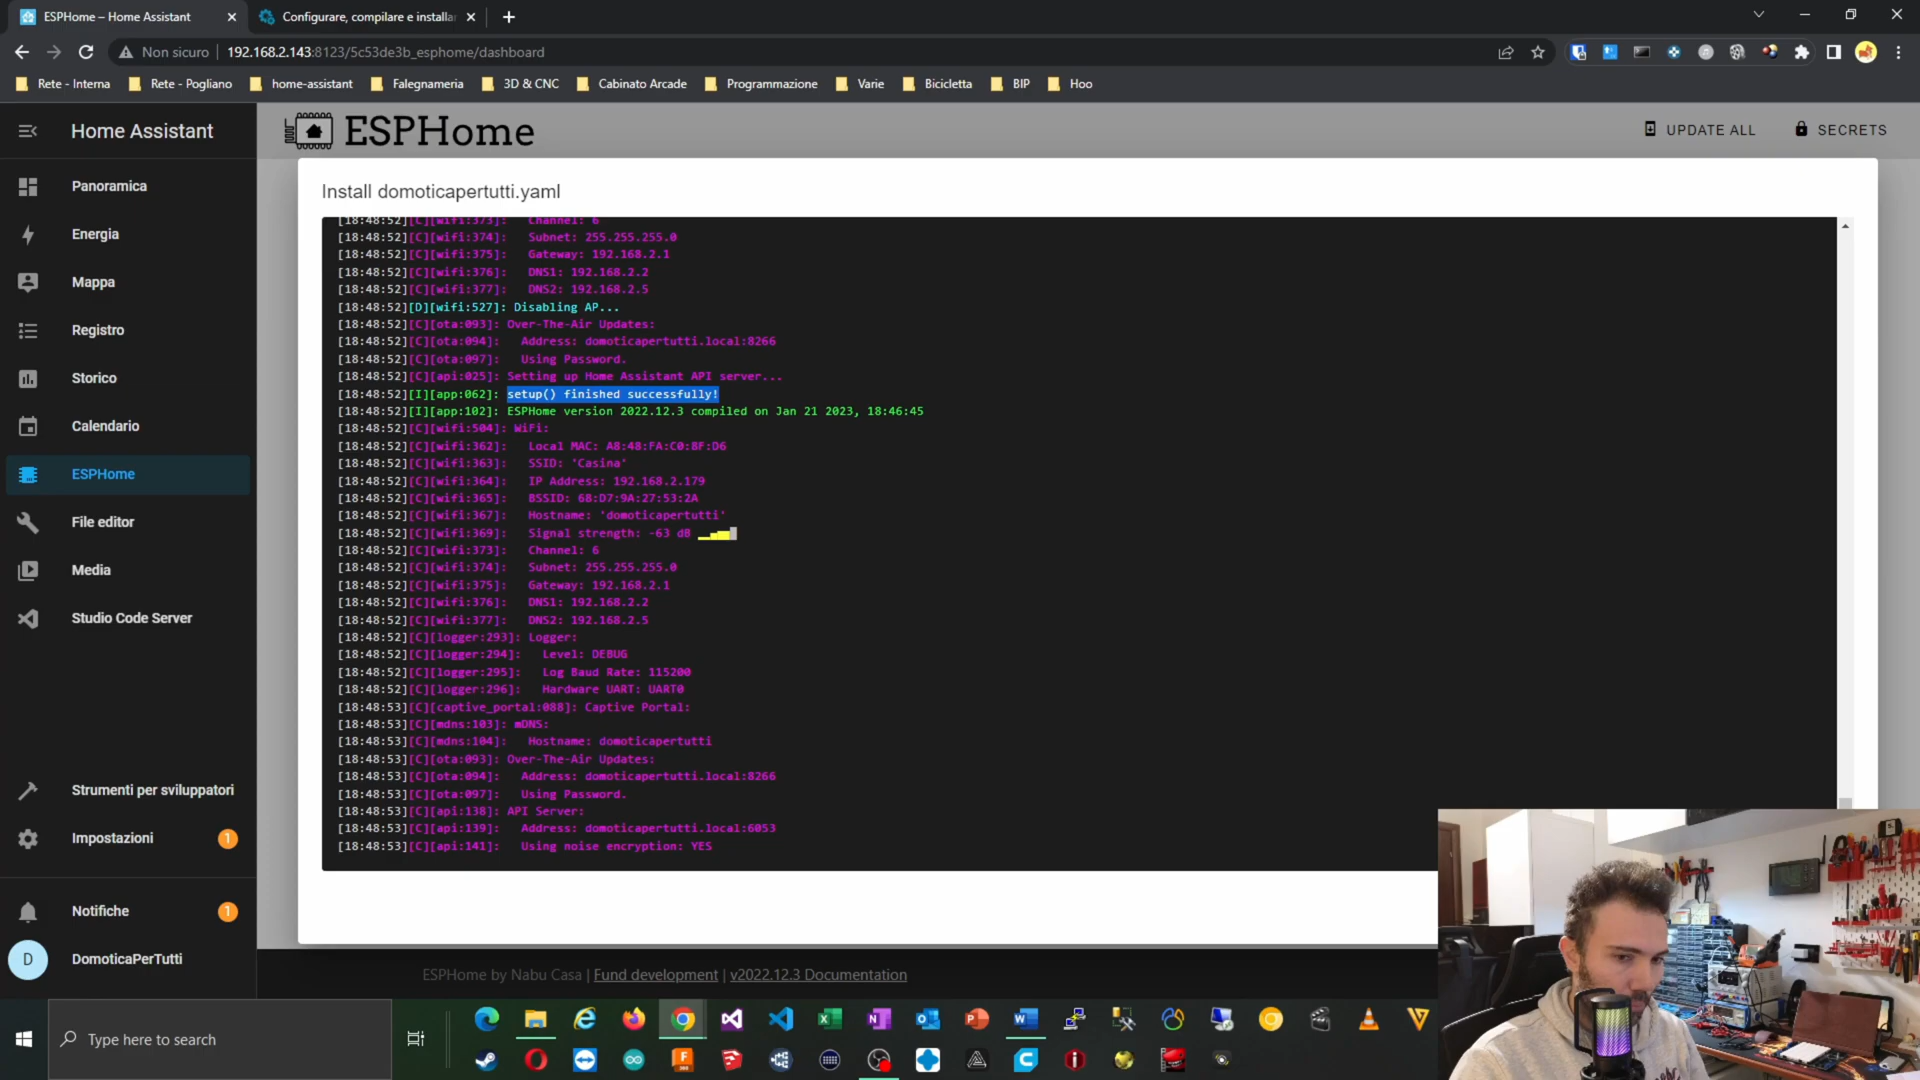 ESPHome – Home Assistant
Configurare, compilare e installar
Non sicuro
192.168.2.143:8123/5c53de3b_esphome/dashboard
Rete - Interna
Rete - Pogliano
home-assistant
Falegnameria
3D & CNC
Cabinato Arcade
Programmazione
Varie
Bicicletta
BIP
Hoo
Home Assistant
ESPHome
UPDATE ALL
SECRETS
Panoramica
Energia
Mappa
Registro
Storico
Calendario
ESPHome
File editor
Media
Studio Code Server
Strumenti per sviluppatori
Impostazioni
1
Notifiche
1
D
DomoticaPerTutti
Install domoticapertutti.yaml
[18:48:52][C][wifi:373]: Channel: 6
[18:48:52][C][wifi:374]: Subnet: 255.255.255.0
[18:48:52][C][wifi:375]: Gateway: 192.168.2.1
[18:48:52][C][wifi:376]: DNS1: 192.168.2.2
[18:48:52][C][wifi:377]: DNS2: 192.168.2.5
[18:48:52][D][wifi:527]: Disabling AP...
[18:48:52][C][ota:093]: Over-The-Air Updates:
[18:48:52][C][ota:094]: Address: domoticapertutti.local:8266
[18:48:52][C][ota:097]: Using Password.
[18:48:52][C][api:025]: Setting up Home Assistant API server...
[18:48:52][I][app:062]: setup() finished successfully!
[18:48:52][I][app:102]: ESPHome version 2022.12.3 compiled on Jan 21 2023, 18:46:45
[18:48:52][C][wifi:504]: WiFi:
[18:48:52][C][wifi:362]: Local MAC: A8:48:FA:C0:8F:D6
[18:48:52][C][wifi:363]: SSID: 'Casina'
[18:48:52][C][wifi:364]: IP Address: 192.168.2.179
[18:48:52][C][wifi:365]: BSSID: 68:D7:9A:27:53:2A
[18:48:52][C][wifi:367]: Hostname: 'domoticapertutti'
[18:48:52][C][wifi:369]: Signal strength: -63 dB
[18:48:52][C][wifi:373]: Channel: 6
[18:48:52][C][wifi:374]: Subnet: 255.255.255.0
[18:48:52][C][wifi:375]: Gateway: 192.168.2.1
[18:48:52][C][wifi:376]: DNS1: 192.168.2.2
[18:48:52][C][wifi:377]: DNS2: 192.168.2.5
[18:48:52][C][logger:293]: Logger:
[18:48:52][C][logger:294]: Level: DEBUG
[18:48:52][C][logger:295]: Log Baud Rate: 115200
[18:48:52][C][logger:296]: Hardware UART: UART0
[18:48:53][C][captive_portal:088]: Captive Portal:
[18:48:53][C][mdns:103]: mDNS:
[18:48:53][C][mdns:104]: Hostname: domoticapertutti
[18:48:53][C][ota:093]: Over-The-Air Updates:
[18:48:53][C][ota:094]: Address: domoticapertutti.local:8266
[18:48:53][C][ota:097]: Using Password.
[18:48:53][C][api:138]: API Server:
[18:48:53][C][api:139]: Address: domoticapertutti.local:6053
[18:48:53][C][api:141]: Using noise encryption: YES
ESPHome by Nabu Casa | Fund development | v2022.12.3 Documentation
Type here to search